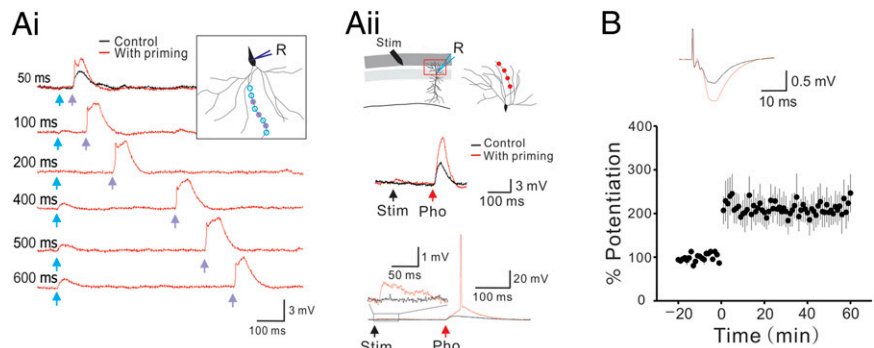 Ai
Control
With priming
50 ms
100 ms
200 ms
400 ms
500 ms
600 ms
R
3 mV
100 ms
Aii
Stim
R
Control
With priming
3 mV
100 ms
Stim
Pho
1 mV
50 ms
20 mV
100 ms
Stim
Pho
B
0.5 mV
10 ms
% Potentiation
400
300
200
100
0
-20
0
20
40
60
Time (min)